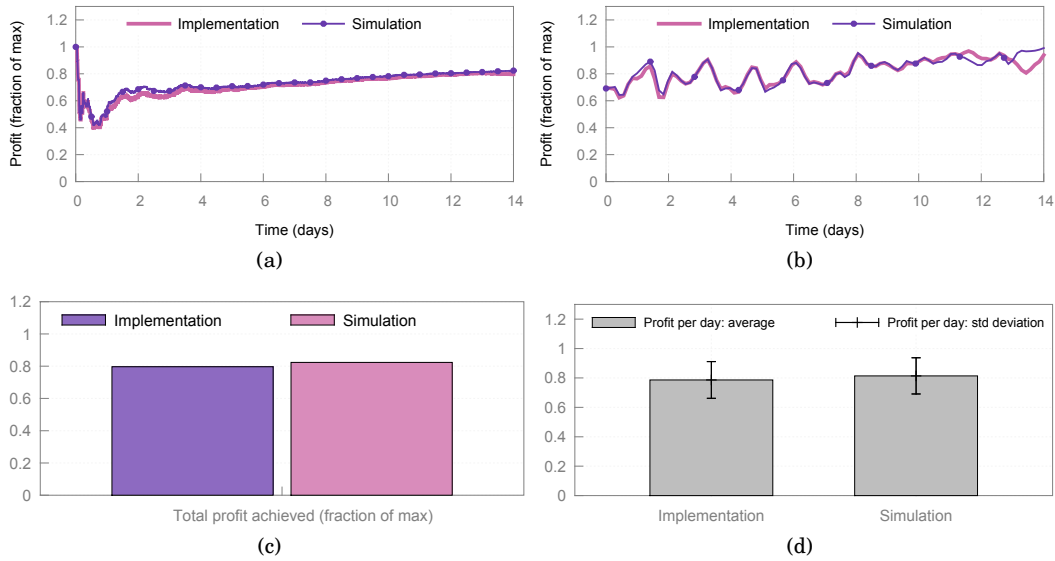 Implementation Simulation
Profit (fraction of max)
1.2
1
0.8
0.6
0.4
0.2
0
0 2 4 6 8 10 12 14
Time (days)
(a)
Implementation Simulation
Profit (fraction of max)
1.2
1
0.8
0.6
0.4
0.2
0
0 2 4 6 8 10 12 14
Time (days)
(b)
Implementation Simulation
1.2
1
0.8
0.6
0.4
0.2
0
Total profit achieved (fraction of max)
(c)
Profit per day: average Profit per day: std deviation
1.2
1
0.8
0.6
0.4
0.2
0
Implementation Simulation
(d)